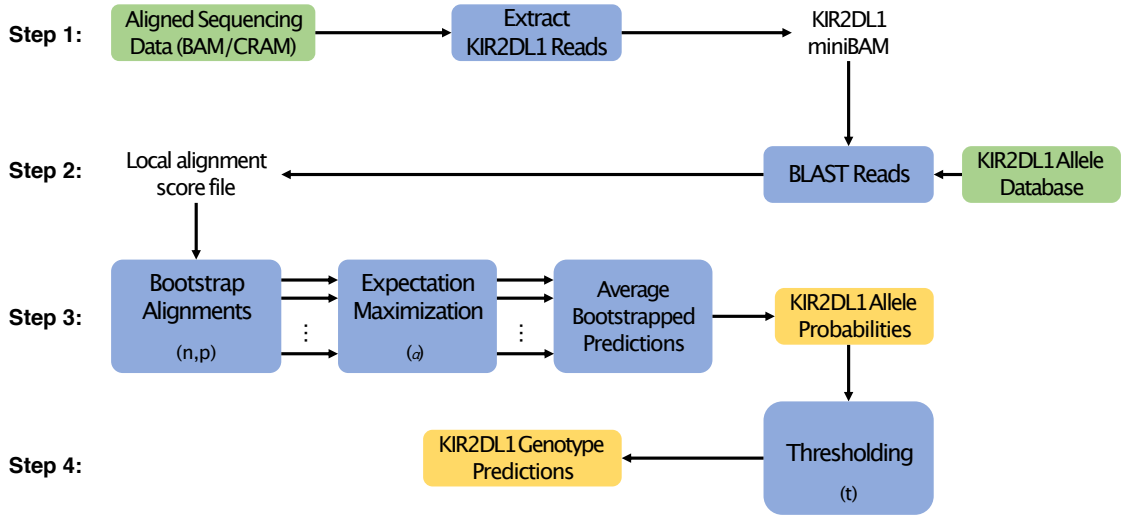 Step 1:
Aligned Sequencing
Data (BAM/CRAM)
Extract
KIR2DL1 Reads
KIR2DL1
miniBAM
Step 2:
Local alignment
score file
BLAST Reads
KIR2DL1 Allele
Database
Step 3:
Bootstrap
Alignments
(n,p)
⋮
Expectation
Maximization
(a)
⋮
Average
Bootstrapped
Predictions
KIR2DL1 Allele
Probabilities
Step 4:
KIR2DL1 Genotype
Predictions
Thresholding
(t)